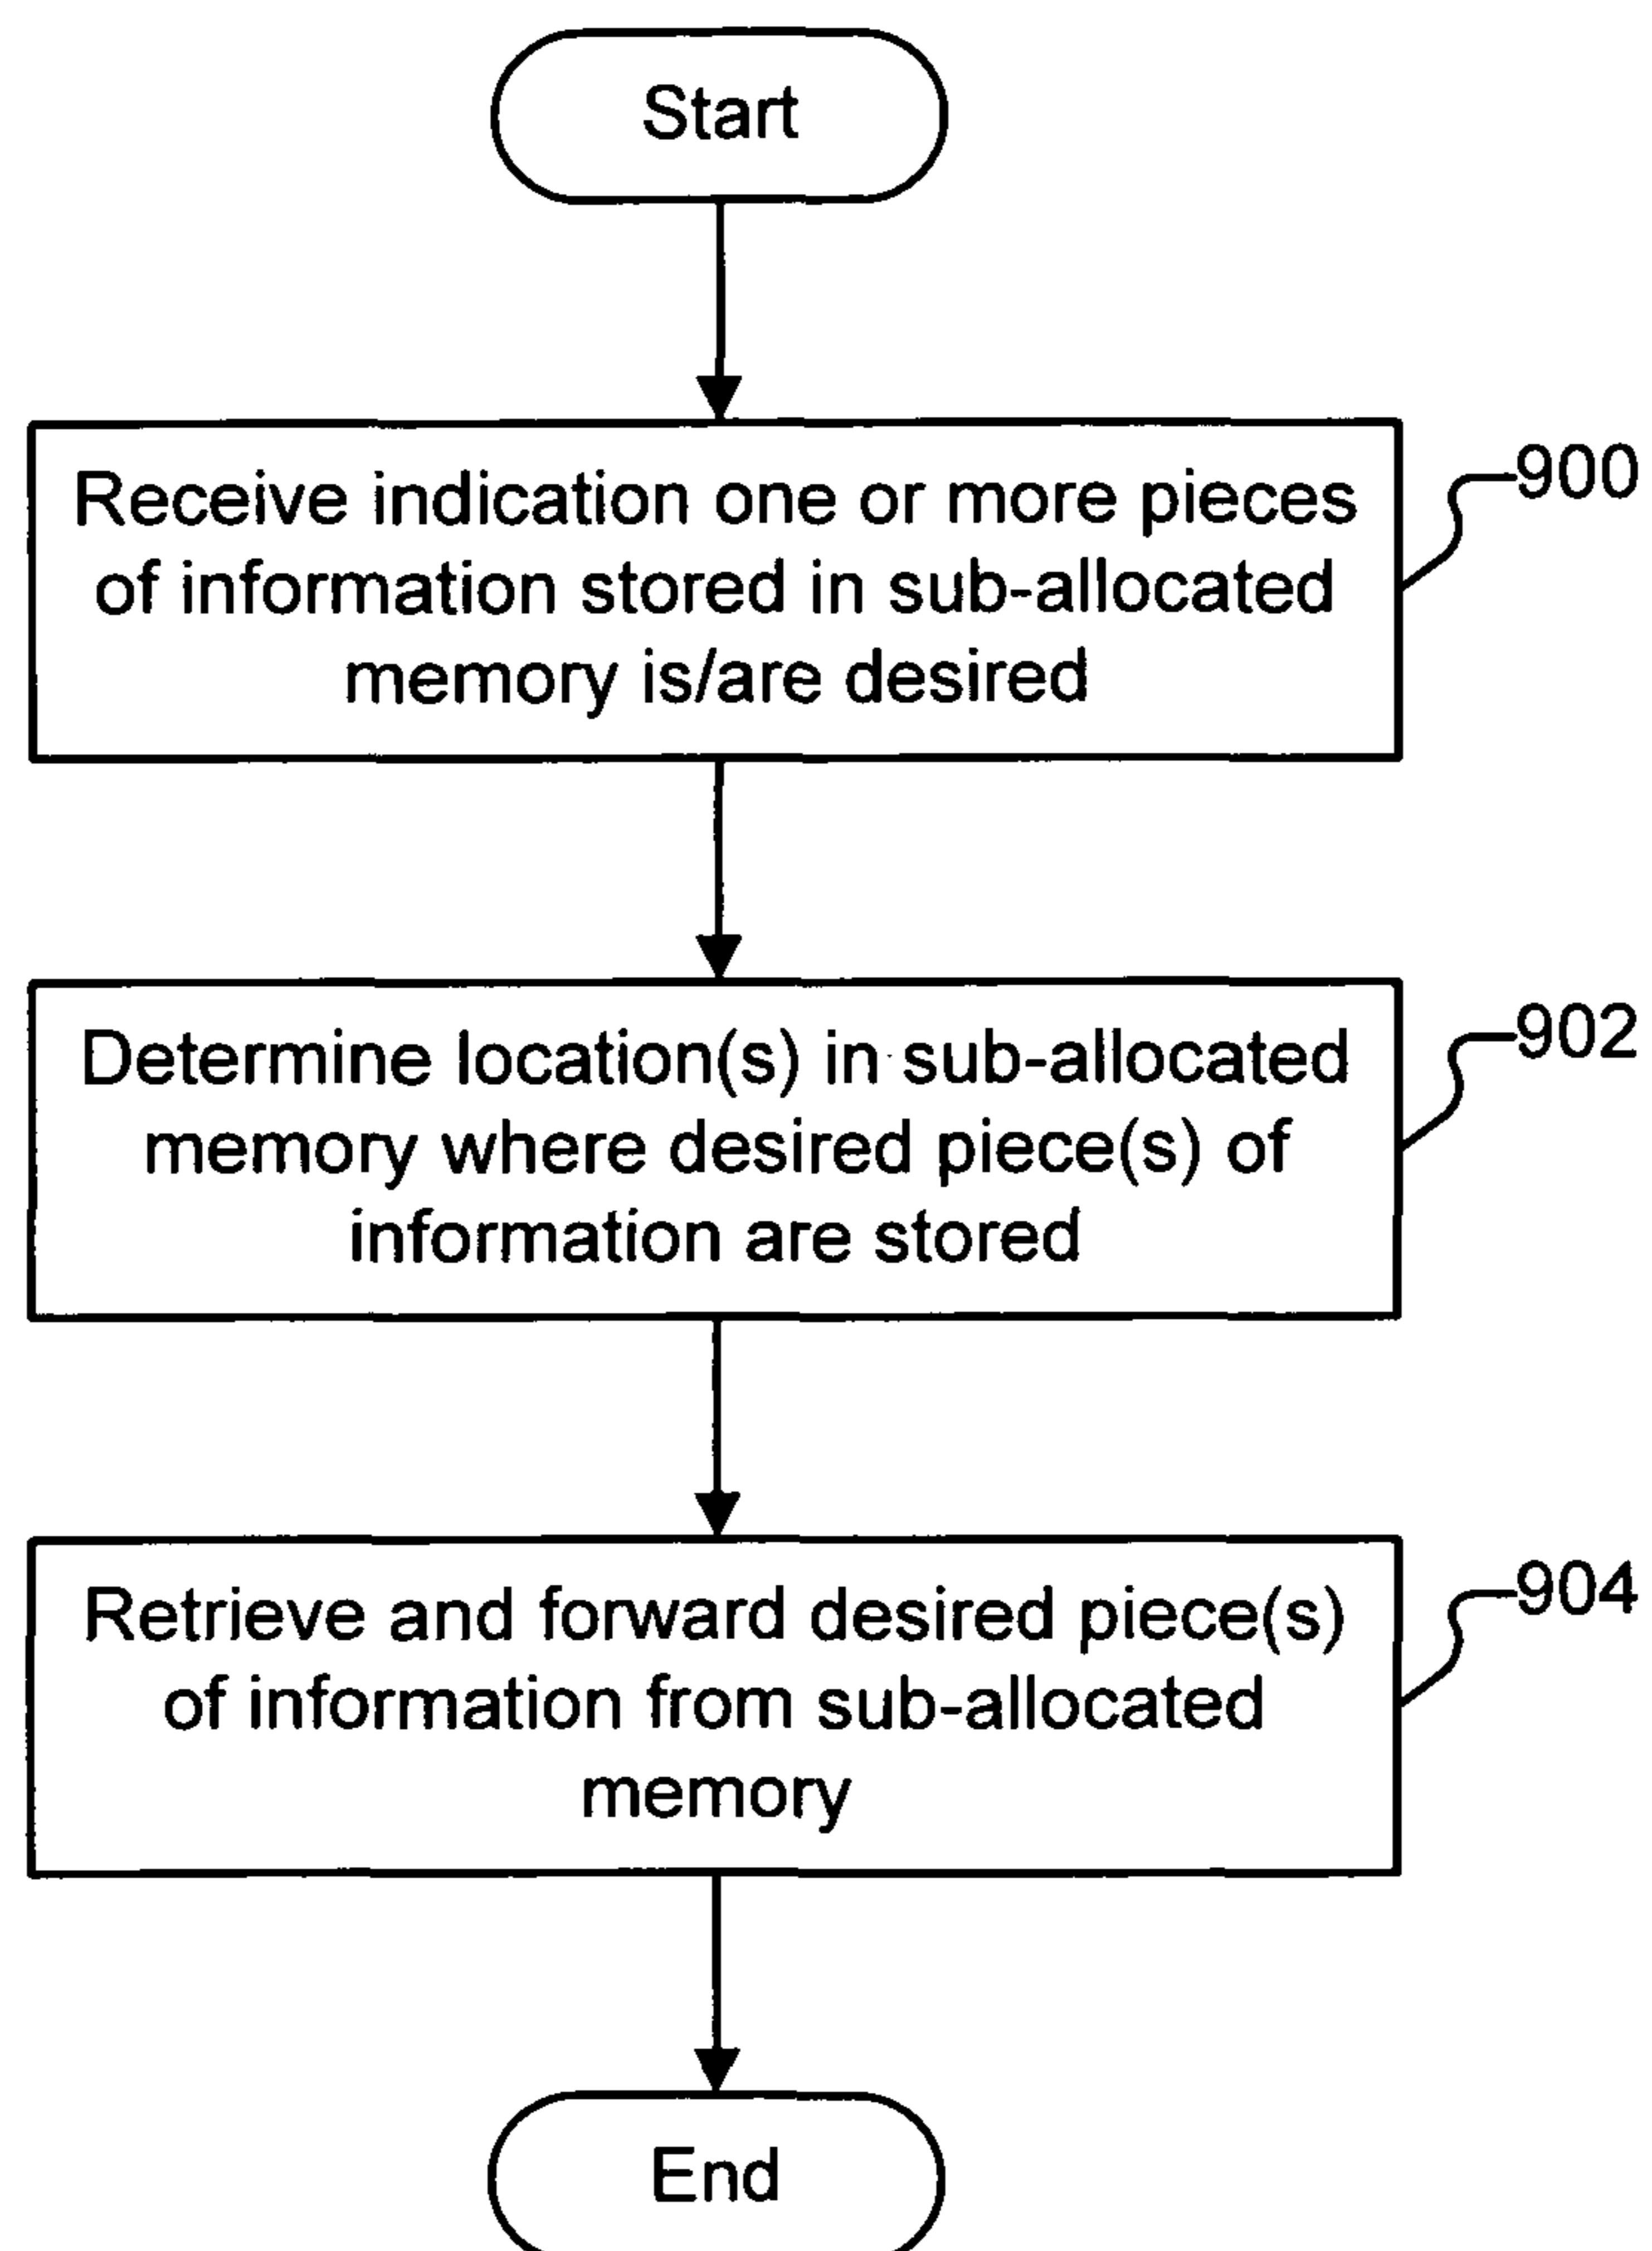 Start
Receive indication one or more pieces
900
of information stored in sub-allocated
memory is/are desired
Determine location(s) in sub-allocated
902
memory where desired piece(s) of
information are stored
Retrieve and forward desired piece(s)
904
of information from sub-allocated
memory
End